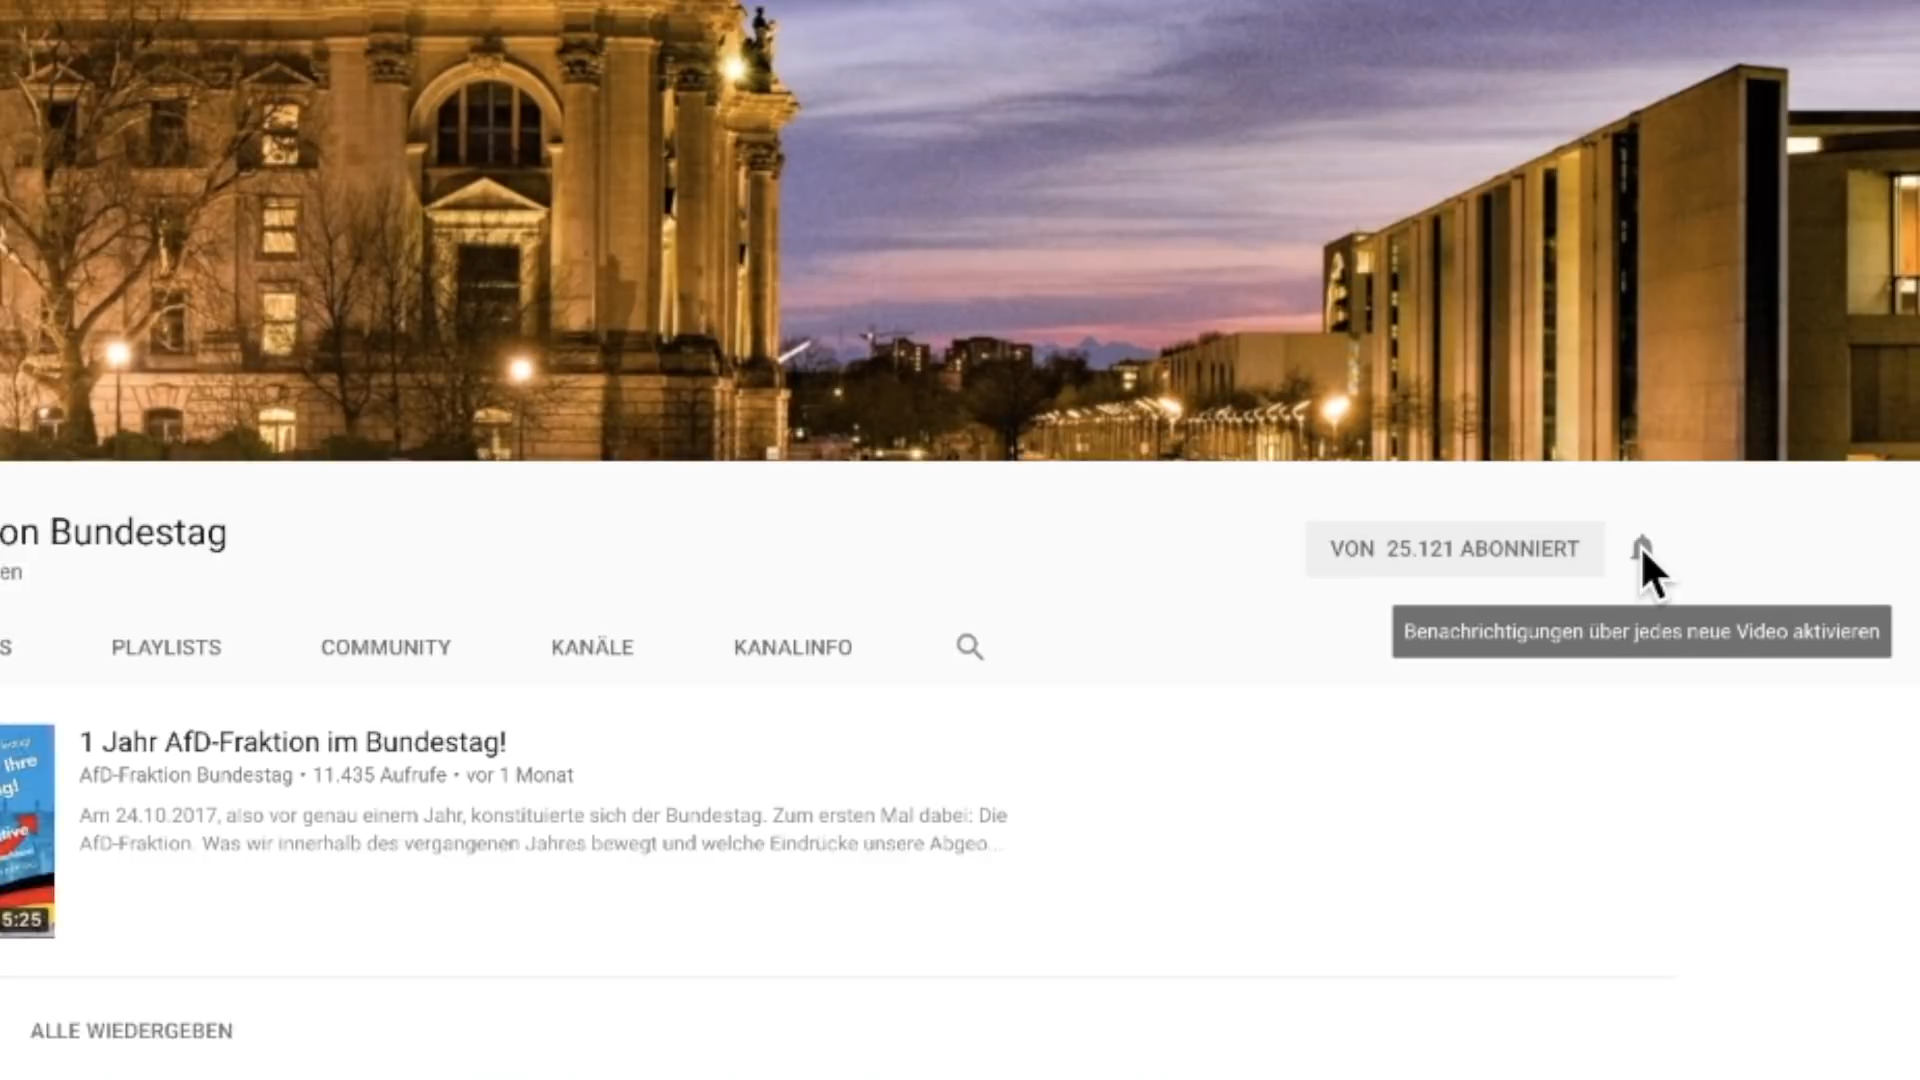 on Bundestag
en
VON 25.121 ABONNIERT
Benachrichtigungen über jedes neue Video aktivieren
S PLAYLISTS COMMUNITY KANÄLE KANALINFO
Ihre
g!
tive
5:25
1 Jahr AfD-Fraktion im Bundestag!
AfD-Fraktion Bundestag • 11.435 Aufrufe • vor 1 Monat
Am 24.10.2017, also vor genau einem Jahr, konstituierte sich der Bundestag. Zum ersten Mal dabei: Die
AfD-Fraktion. Was wir innerhalb des vergangenen Jahres bewegt und welche Eindrücke unsere Abgeo...
ALLE WIEDERGEBEN